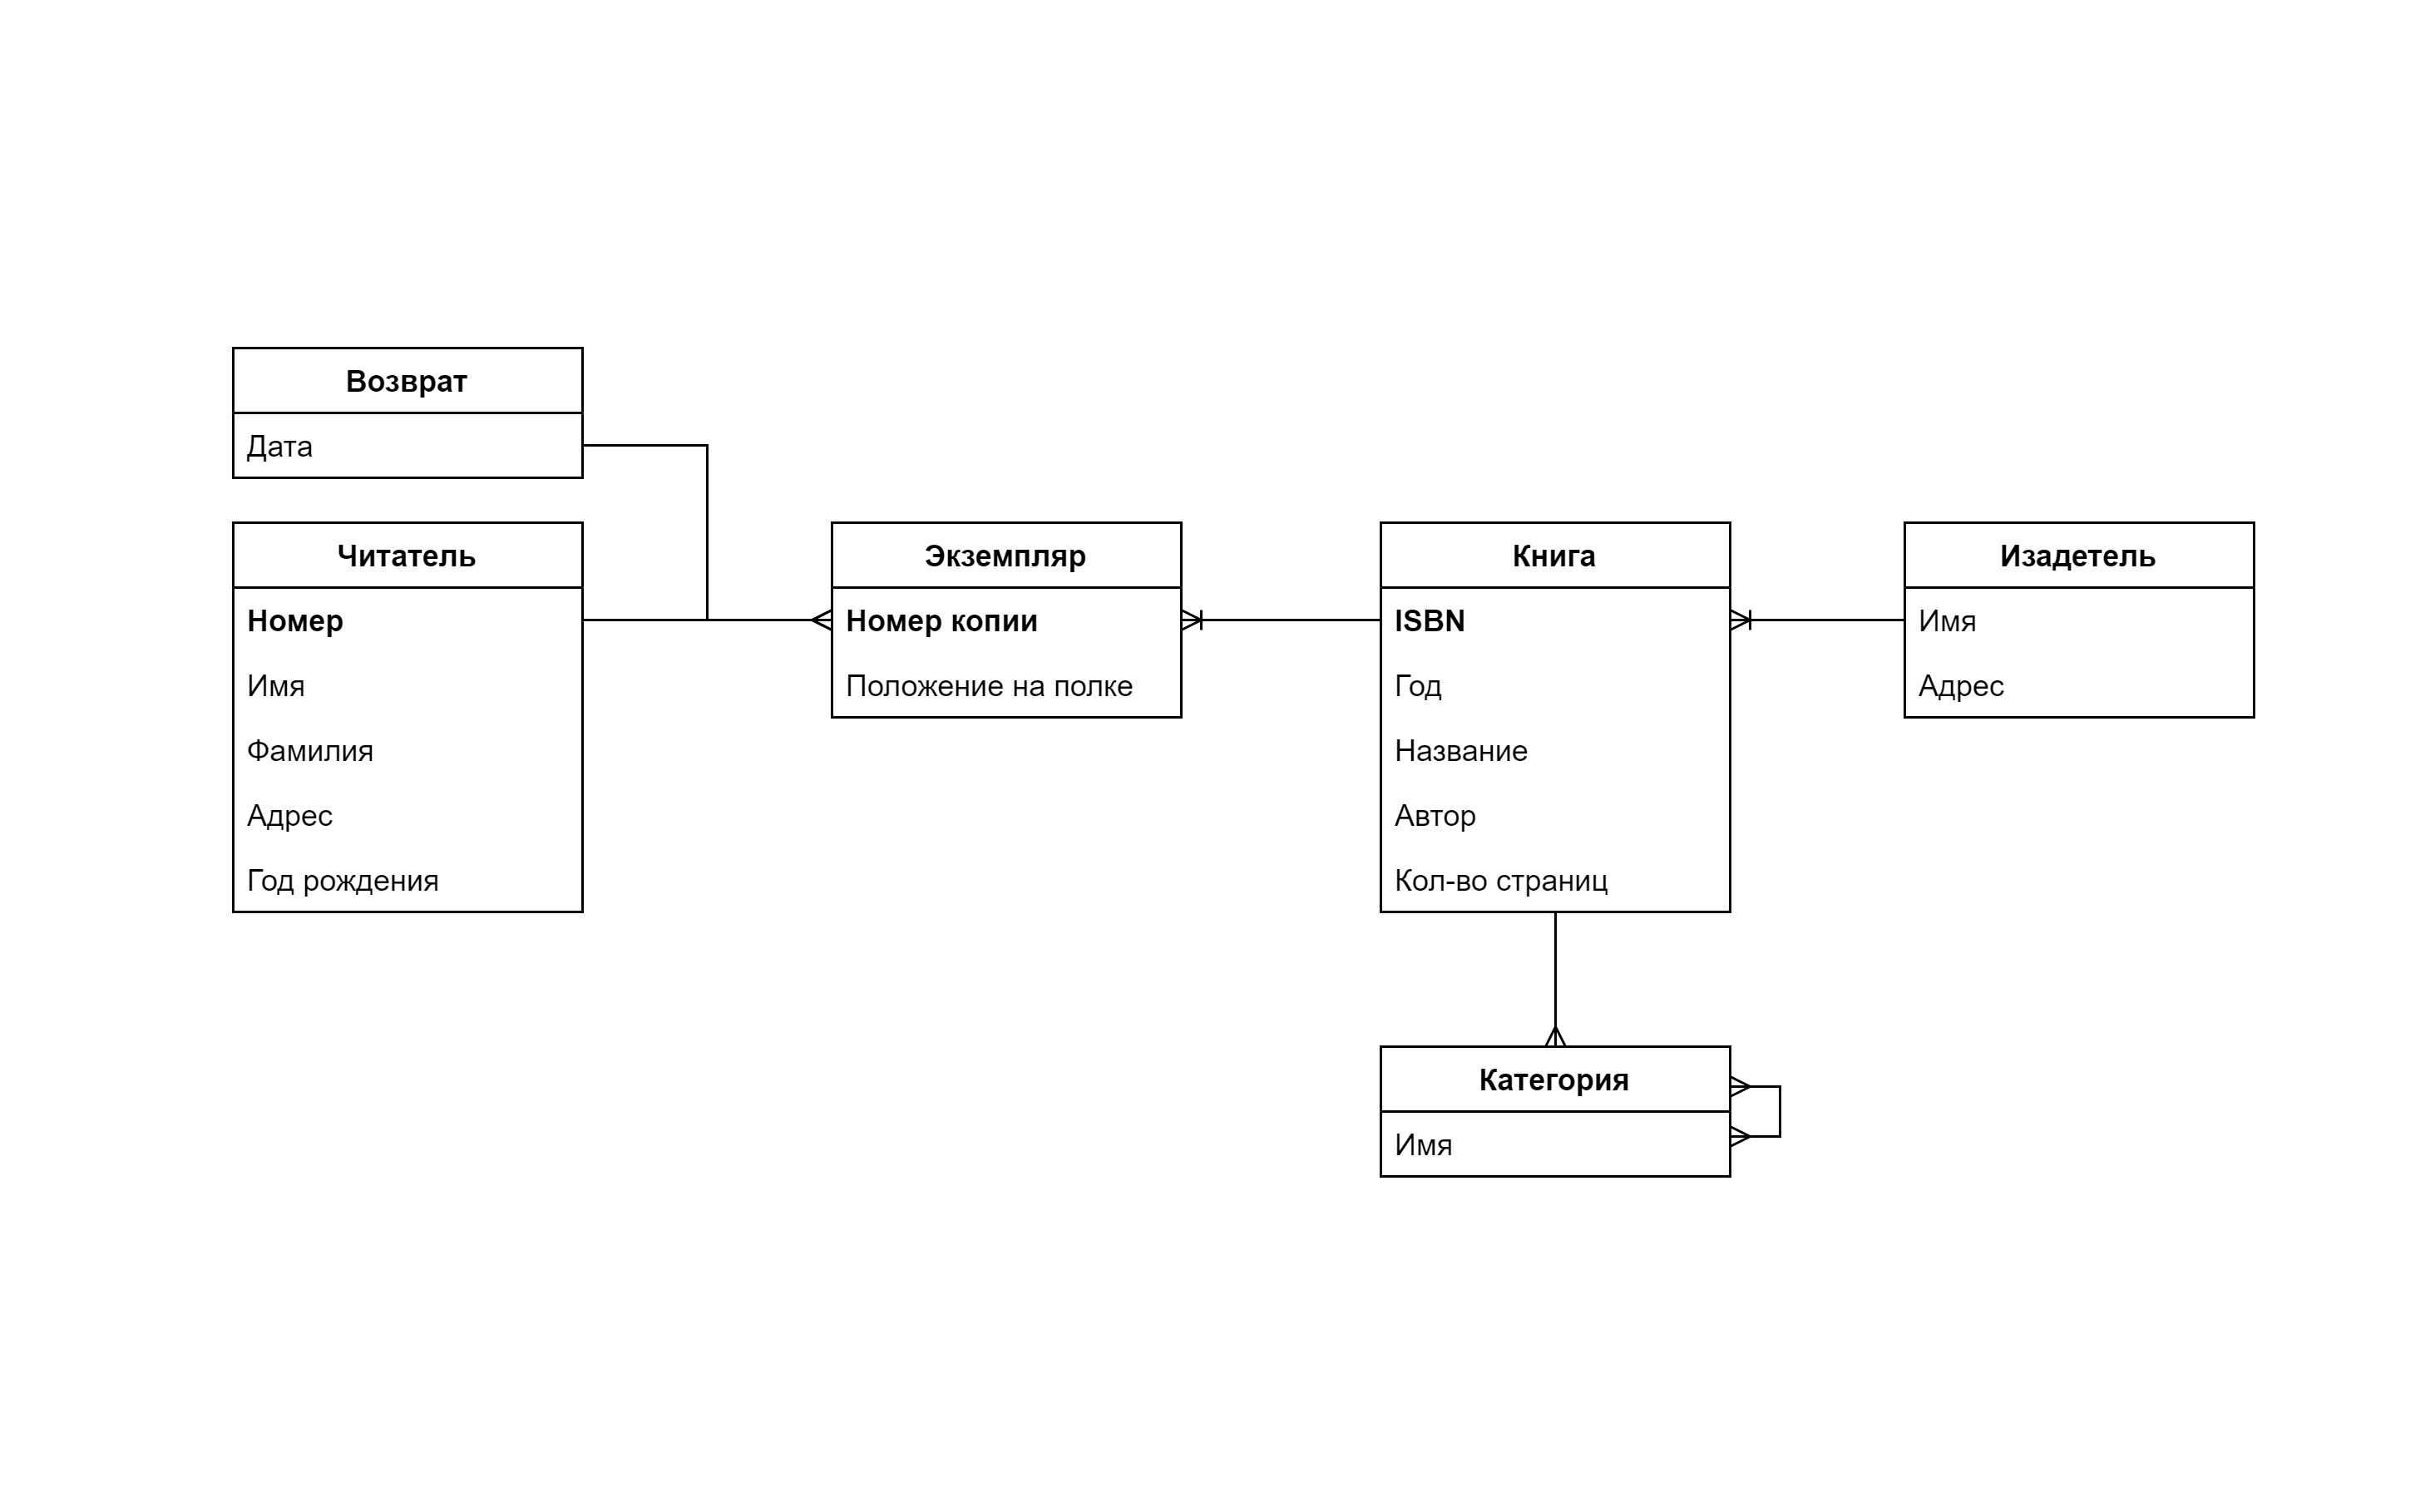 Возврат
Дата
Читатель
Номер
Имя
Фамилия
Адрес
Год рождения
Экземпляр
Номер копии
Положение на полке
Книга
ISBN
Год
Название
Автор
Кол-во страниц
Изадетель
Имя
Адрес
Категория
Имя